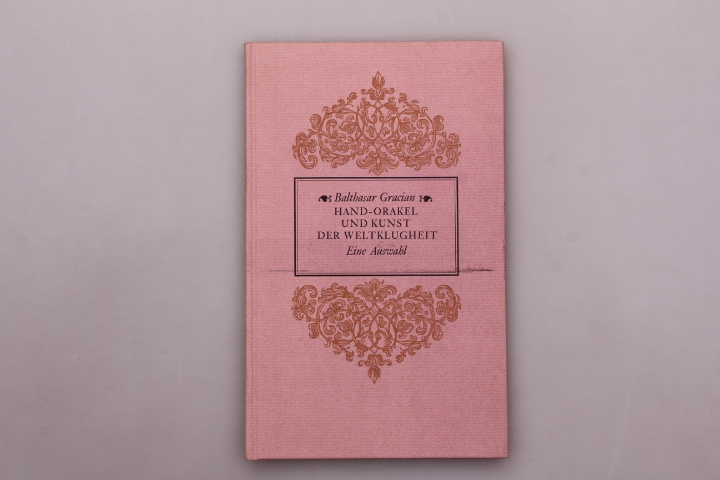 Balthasar Gracian
HAND-ORAKEL
UND KUNST
DER WELTKLUGHEIT
Eine Auswahl